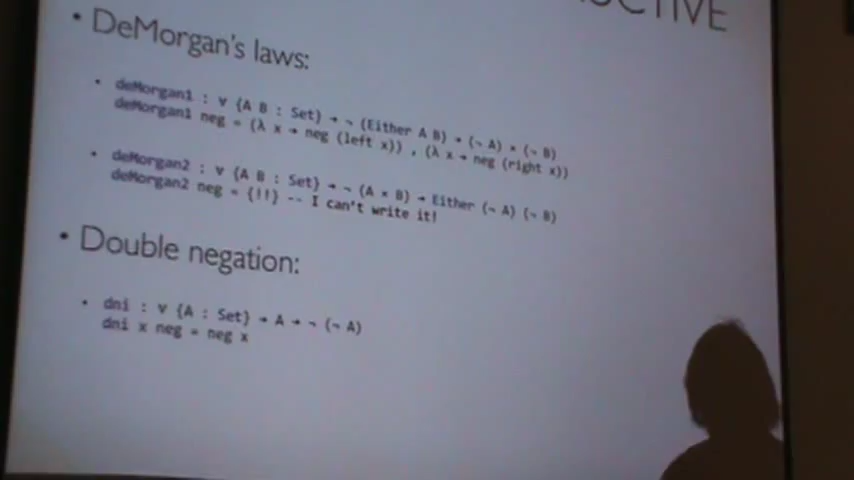 • DeMorgan's laws:
• deMorgan1 : ∀ {A B : Set} → ¬ (Either A B) → (¬ A) × (¬ B)
deMorgan1 neg = (λ x → neg (left x)) , (λ x → neg (right x))
• deMorgan2 : ∀ {A B : Set} → ¬ (A × B) → Either (¬ A) (¬ B)
deMorgan2 neg = {!!} -- I can't write it!
• Double negation:
• dni : ∀ {A : Set} → A → ¬ (¬ A)
dni x neg = neg x